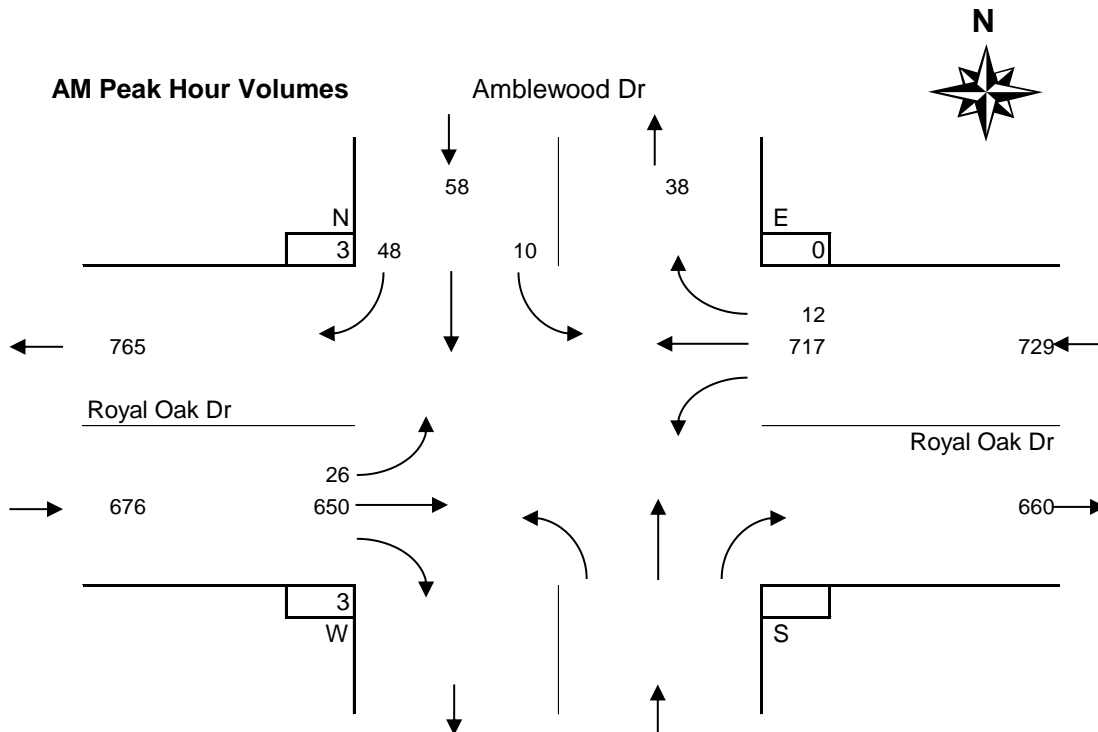 N
AM Peak Hour Volumes Amblewood Dr
58 38
N E
3 48 10 0
12
765 717 729
Royal Oak Dr
Royal Oak Dr
26
676 650 660
3
W S